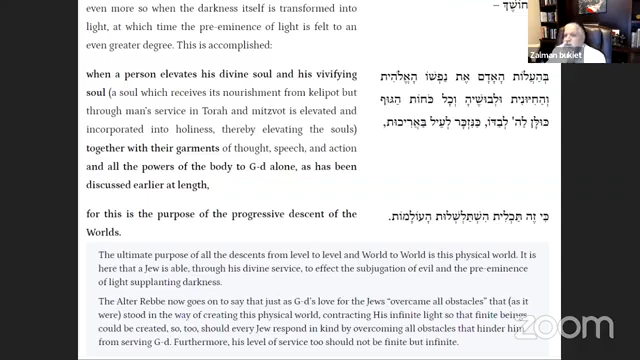 even more so when the darkness itself is transformed into
light, at which time the pre-eminence of light is felt to an
even greater degree. This is accomplished:
when a person elevates his divine soul and his vivifying
soul (a soul which receives its nourishment from kelipot but
through man's service in Torah and mitzvot is elevated and
incorporated into holiness, thereby elevating the souls)
together with their garments of thought, speech, and action
and all the powers of the body to G-d alone, as has been
discussed earlier at length,
for this is the purpose of the progressive descent of the
Worlds.
חוֹשֶׁךְ –
בְּהַעֲלוֹת הָאָדָם אֶת נַפְשׁוֹ הָאֱלֹהִית
וְהַחִיּוּנִית וּלְבוּשֶׁיהָ וְכָל כֹּחוֹת הַגּוּף
כּוּלָּן לַה' לְבַדּוֹ, כַּנִּזְכָּר לְעֵיל בַּאֲרִיכוּת,
כִּי זֶה תַּכְלִית הִשְׁתַּלְשְׁלוּת הָעוֹלָמוֹת.
The ultimate purpose of all the descents from level to level and World to World is this physical world. It is
here that a Jew is able, through his divine service, to effect the subjugation of evil and the pre-eminence
of light supplanting darkness.
The Alter Rebbe now goes on to say that just as G-d's love for the Jews "overcame all obstacles" that (as it
were) stood in the way of creating this physical world, contracting His infinite light so that finite beings
could be created, so, too, should every Jew respond in kind by overcoming all obstacles that hinder him
from serving G-d. Furthermore, his level of service too should not be finite but infinite.
Zalman bukiet
zoom